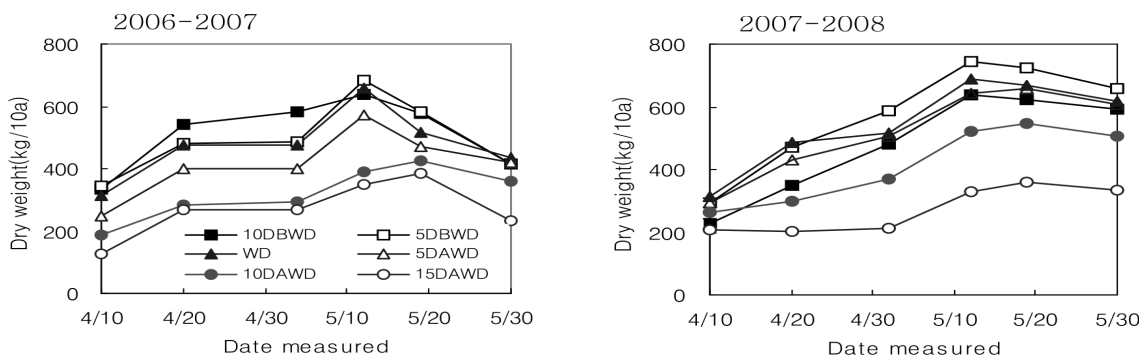 2006-2007
Dry weight(kg/10a)
800
600
400
200
0
10DBWD
5DBWD
WD
5DAWD
10DAWD
15DAWD
4/10 4/20 4/30 5/10 5/20 5/30
Date measured
2007-2008
Dry weight(kg/10a)
800
600
400
200
0
4/10 4/20 4/30 5/10 5/20 5/30
Date measured